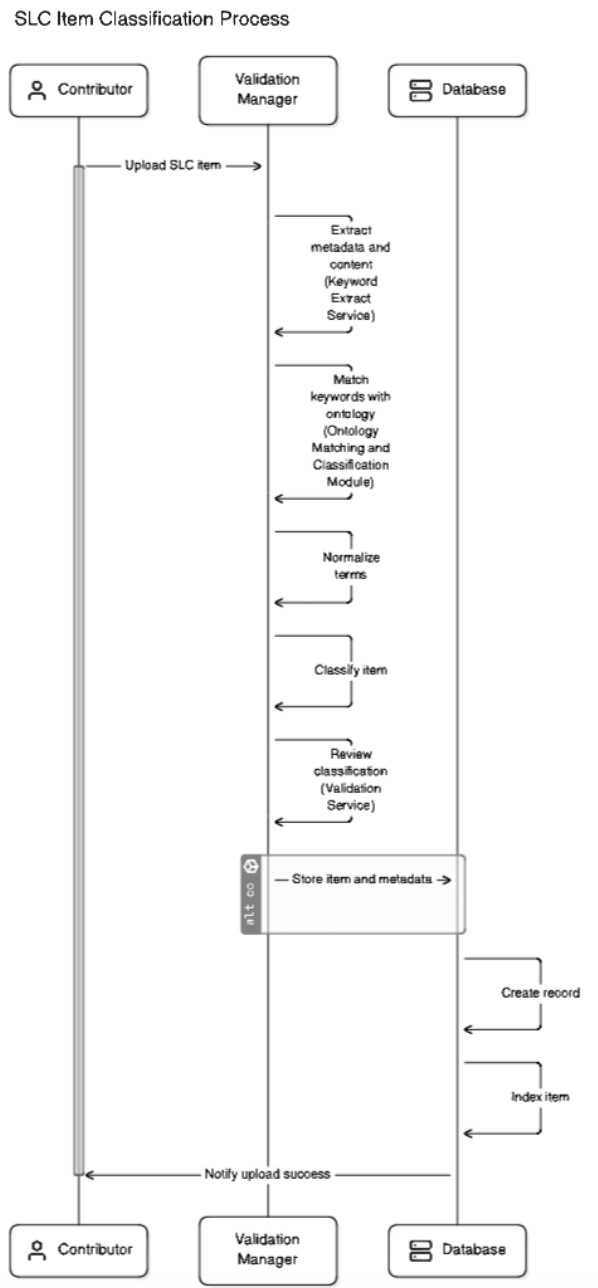 SLC Item Classification Process
Contributor
Validation
Manager
Database
Upload SLC item
Extract
metadata and
content
(Keyword
Extract
Service)
Match
keywords with
ontology
(Ontology
Matching and
Classification
Module)
Normalize
terms
Classify item
Review
classification
(Validation
Service)
alt co
Store item and metadata
Create record
Index item
Notify upload success
Contributor
Validation
Manager
Database